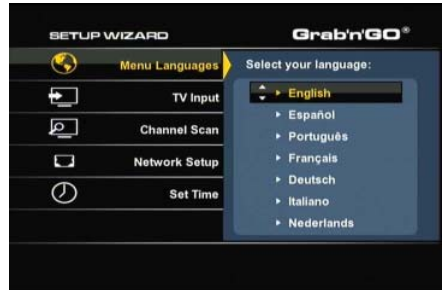 SETUP WIZARD
Grab'n'GO®
Menu Languages
TV Input
Channel Scan
Network Setup
Set Time
Select your language:
English
Español
Português
Français
Deutsch
Italiano
Nederlands